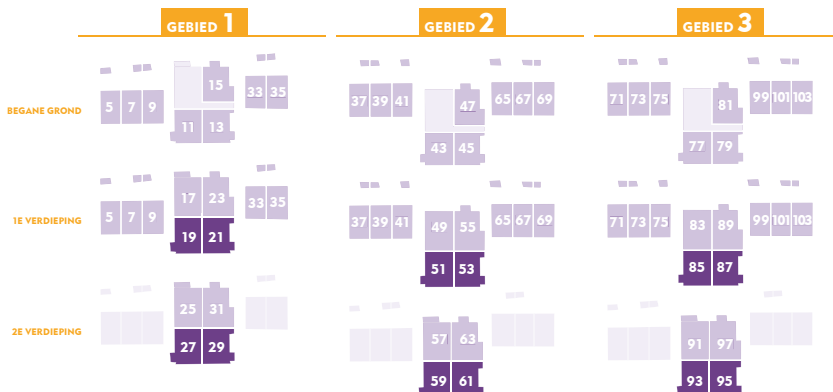 GEBIED 1 GEBIED 2 GEBIED 3
BEGANE GROND
15 47 81
5 7 9 33 35 37 39 41 65 67 69 71 73 75 99 101 103
11 13 43 45 77 79
1E VERDIEPING
17 23 49 55 83 89
5 7 9 33 35 37 39 41 65 67 69 71 73 75 99 101 103
19 21 51 53 85 87
2E VERDIEPING
25 31 57 63 91 97
27 29 59 61 93 95